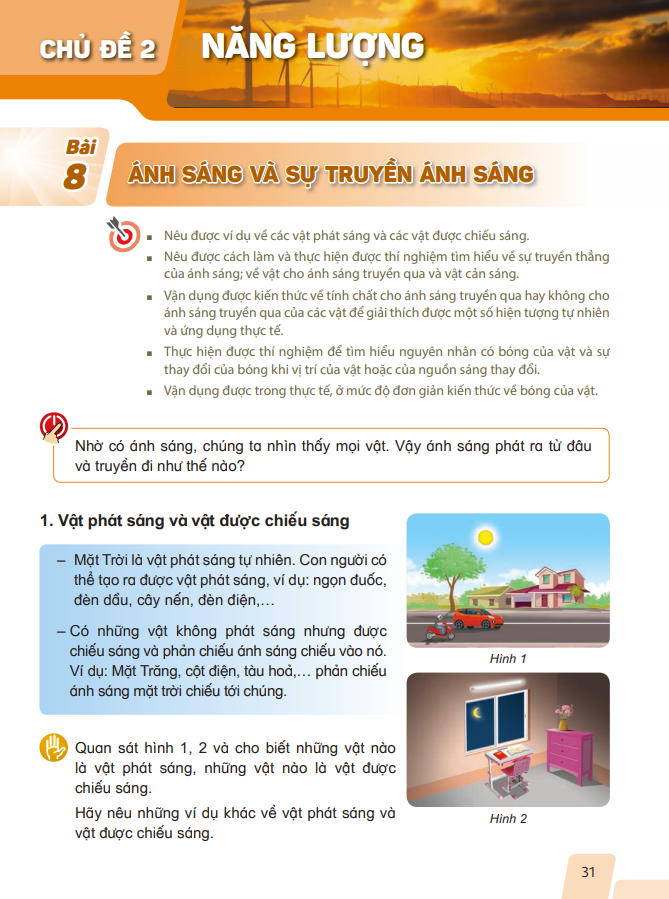 CHỦ ĐỀ 2
NĂNG LƯỢNG
Bài
8
ÁNH SÁNG VÀ SỰ TRUYỀN ÁNH SÁNG
▪ Nêu được ví dụ về các vật phát sáng và các vật được chiếu sáng.
▪ Nêu được cách làm và thực hiện được thí nghiệm tìm hiểu về sự truyền thẳng
của ánh sáng; về vật cho ánh sáng truyền qua và vật cản sáng.
▪ Vận dụng được kiến thức về tính chất cho ánh sáng truyền qua hay không cho
ánh sáng truyền qua của các vật để giải thích được một số hiện tượng tự nhiên
và ứng dụng thực tế.
▪ Thực hiện được thí nghiệm để tìm hiểu nguyên nhân có bóng của vật và sự
thay đổi của bóng khi vị trí của vật hoặc của nguồn sáng thay đổi.
▪ Vận dụng được trong thực tế, ở mức độ đơn giản kiến thức về bóng của vật.
Nhờ có ánh sáng, chúng ta nhìn thấy mọi vật. Vậy ánh sáng phát ra từ đâu
và truyền đi như thế nào?
1. Vật phát sáng và vật được chiếu sáng
– Mặt Trời là vật phát sáng tự nhiên. Con người có
thể tạo ra được vật phát sáng, ví dụ: ngọn đuốc,
đèn dầu, cây nến, đèn điện,...
– Có những vật không phát sáng nhưng được
chiếu sáng và phản chiếu ánh sáng chiếu vào nó.
Ví dụ: Mặt Trăng, cột điện, tàu hoả,... phản chiếu
ánh sáng mặt trời chiếu tới chúng.
Hình 1
Quan sát hình 1, 2 và cho biết những vật nào
là vật phát sáng, những vật nào là vật được
chiếu sáng.
Hãy nêu những ví dụ khác về vật phát sáng và
vật được chiếu sáng.
Hình 2
31